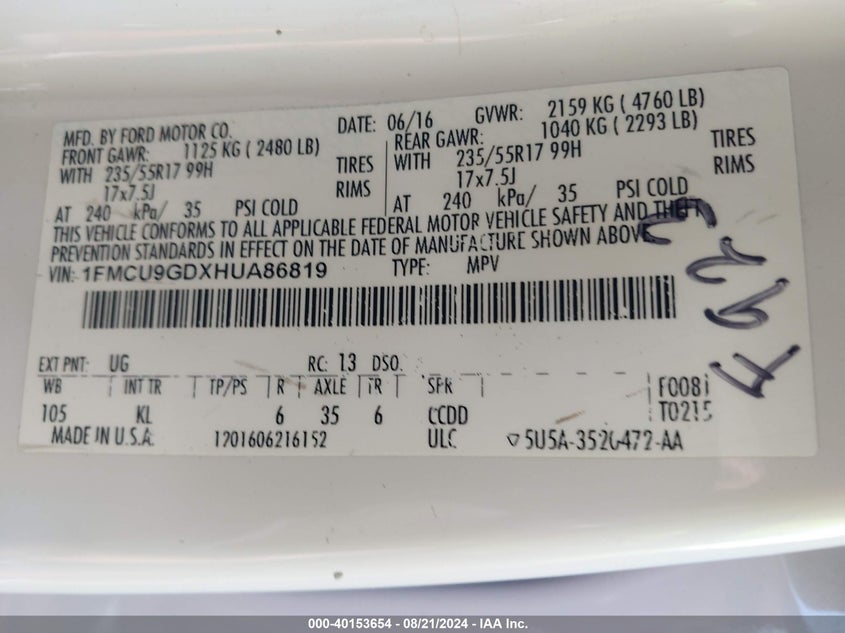 MFD. BY FORD MOTOR CO. DATE: 06/16 GVWR: 2159 KG ( 4760 LB)
FRONT GAWR: 1125 KG ( 2480 LB) REAR GAWR: 1040 KG ( 2293 LB)
WITH 235/55R17 99H TIRES WITH 235/55R17 99H TIRES
17x7.5J RIMS 17x7.5J RIMS
AT 240 kPa/ 35 PSI COLD AT 240 kPa/ 35 PSI COLD
THIS VEHICLE CONFORMS TO ALL APPLICABLE FEDERAL MOTOR VEHICLE SAFETY AND THEFT
PREVENTION STANDARDS IN EFFECT ON THE DATE OF MANUFACTURE SHOWN ABOVE.
VIN: 1FMCU9GDXHUA86819 TYPE: MPV
EXT PNT: UG RC: 13 DSO:
WB INT TR TP/PS R AXLE TR SPR F0081
105 KL 6 35 6 CCDD T0215
MADE IN U.S.A. 1201606216152 ULC 5U5A-3520472-AA
000-40153654 / 08/21/2024 - IAA Inc.